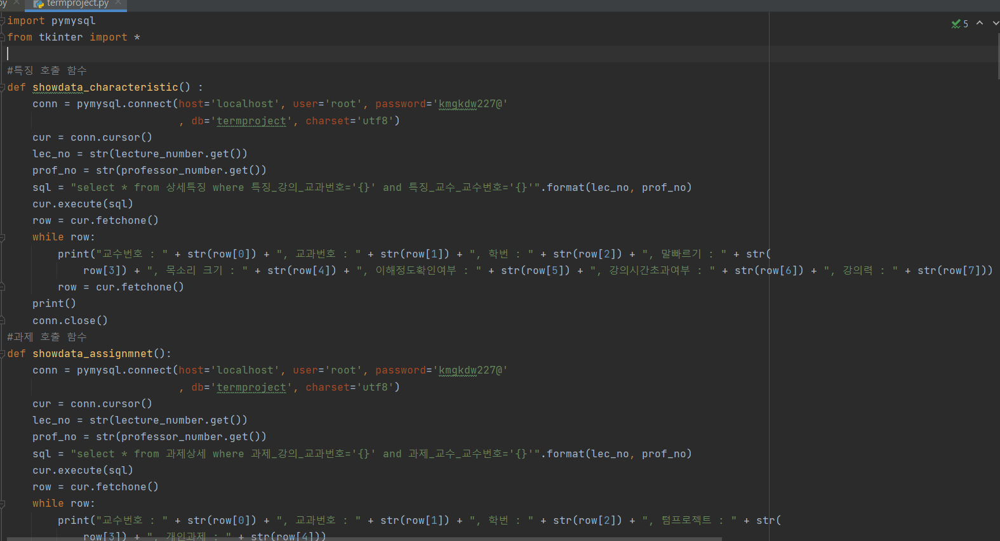 py termproject.py
import pymysql
5
from tkinter import *
#특징 호출 함수
def showdata_characteristic() :
    conn = pymysql.connect(host='localhost', user='root', password='kmgkdw227@'
                           , db='termproject', charset='utf8')
    cur = conn.cursor()
    lec_no = str(lecture_number.get())
    prof_no = str(professor_number.get())
    sql = "select * from 상세특징 where 특징_강의_교과번호='{}' and 특징_교수_교수번호='{}'".format(lec_no, prof_no)
    cur.execute(sql)
    row = cur.fetchone()
    while row:
        print("교수번호 : " + str(row[0]) + ", 교과번호 : " + str(row[1]) + ", 학번 : " + str(row[2]) + ", 말빠르기 : " + str(
            row[3]) + ", 목소리 크기 : " + str(row[4]) + ", 이해정도확인여부 : " + str(row[5]) + ", 강의시간초과여부 : " + str(row[6]) + ", 강의력 : " + str(row[7]))
        row = cur.fetchone()
    print()
    conn.close()
#과제 호출 함수
def showdata_assignmnet():
    conn = pymysql.connect(host='localhost', user='root', password='kmgkdw227@'
                           , db='termproject', charset='utf8')
    cur = conn.cursor()
    lec_no = str(lecture_number.get())
    prof_no = str(professor_number.get())
    sql = "select * from 과제상세 where 과제_강의_교과번호='{}' and 과제_교수_교수번호='{}'".format(lec_no, prof_no)
    cur.execute(sql)
    row = cur.fetchone()
    while row:
        print("교수번호 : " + str(row[0]) + ", 교과번호 : " + str(row[1]) + ", 학번 : " + str(row[2]) + ", 텀프로젝트 : " + str(
            row[3]) + ", 개인과제 : " + str(row[4]))